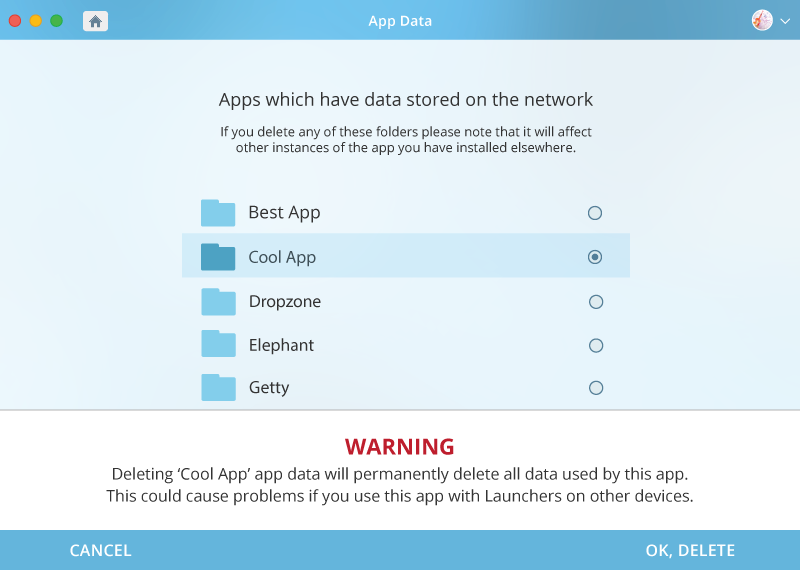 App Data
Apps which have data stored on the network
If you delete any of these folders please note that it will affect
other instances of the app you have installed elsewhere.
Best App
Cool App
Dropzone
Elephant
Getty
WARNING
Deleting ‘Cool App’ app data will permanently delete all data used by this app.
This could cause problems if you use this app with Launchers on other devices.
CANCEL
OK, DELETE